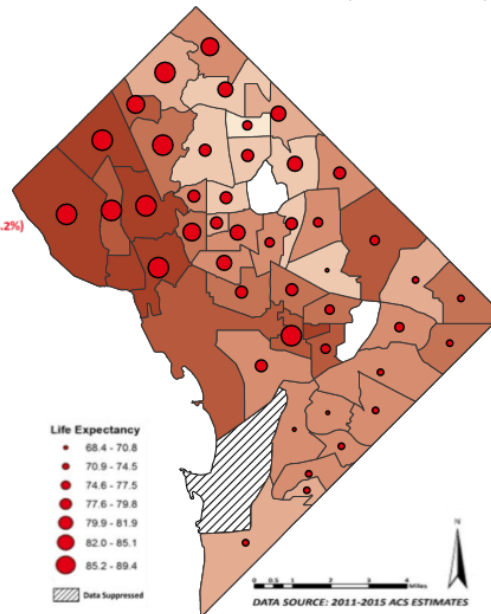 .2%)
Life Expectancy
68.4 - 70.8
70.9 - 74.5
74.6 - 77.5
77.6 - 79.8
79.9 - 81.9
82.0 - 85.1
85.2 - 89.4
Data Suppressed
N
0 0.5 1 2 3 4
Miles
DATA SOURCE: 2011-2015 ACS ESTIMATES